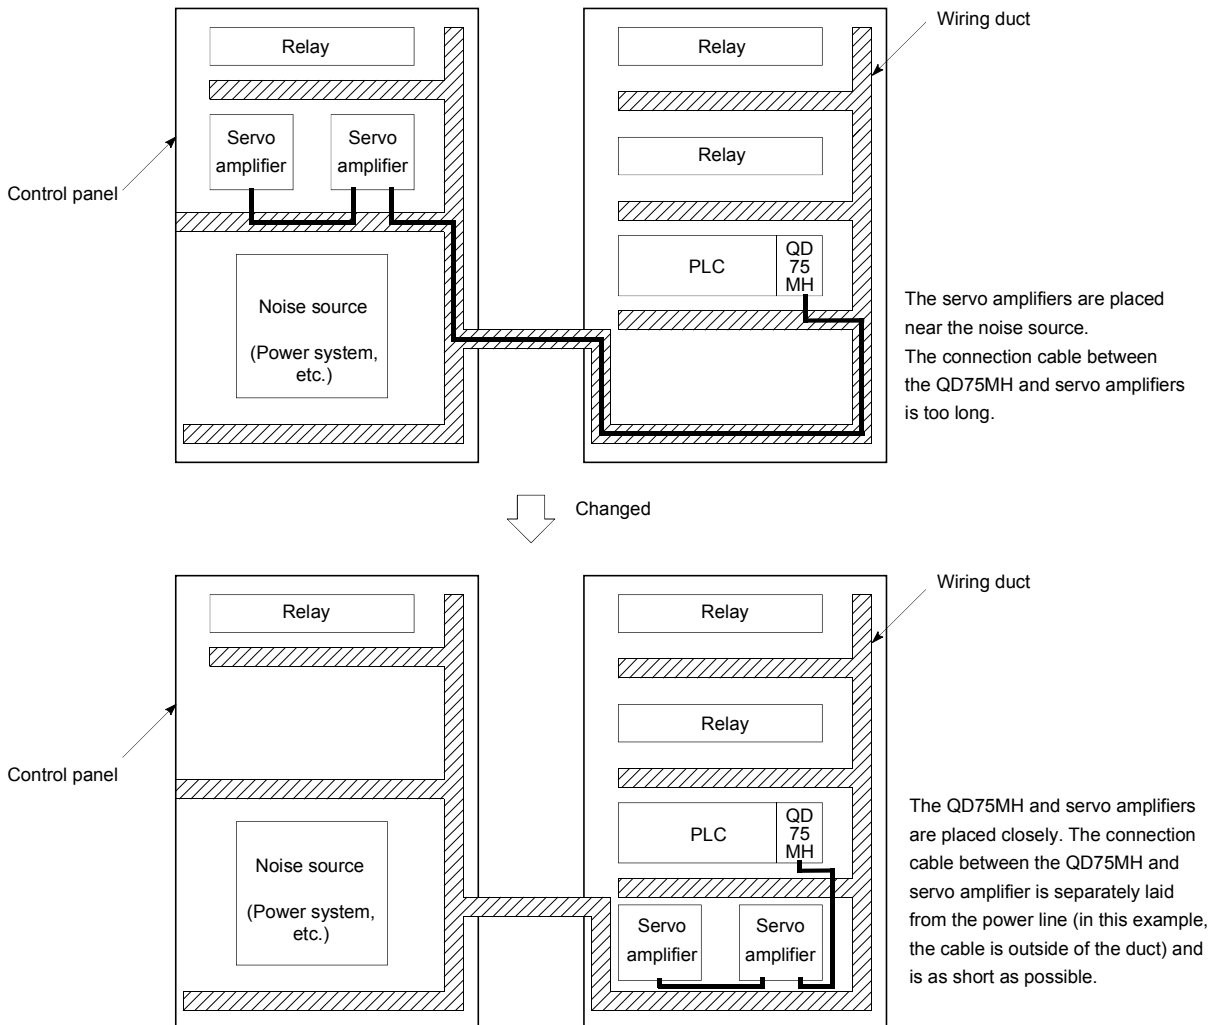 Wiring duct
Relay
Relay
Servo
amplifier
Servo
amplifier
Relay
Control panel
PLC
QD
75
MH
Noise source
(Power system,
etc.)
The servo amplifiers are placed
near the noise source.
The connection cable between
the QD75MH and servo amplifiers
is too long.
Changed
Wiring duct
Relay
Relay
Relay
Control panel
PLC
QD
75
MH
Noise source
(Power system,
etc.)
Servo
amplifier
Servo
amplifier
The QD75MH and servo amplifiers
are placed closely. The connection
cable between the QD75MH and
servo amplifier is separately laid
from the power line (in this example,
the cable is outside of the duct) and
is as short as possible.